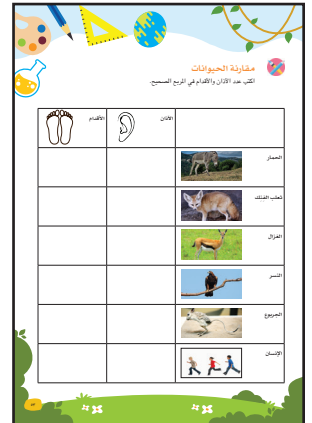 مقارنة الحيوانات
اكتب عدد الآذان والأقدام في المربع الصحيح.
الآذان
الأقدام
الحمار
ثعلب الفنك
الغزال
النسر
الجربوع
الإنسان